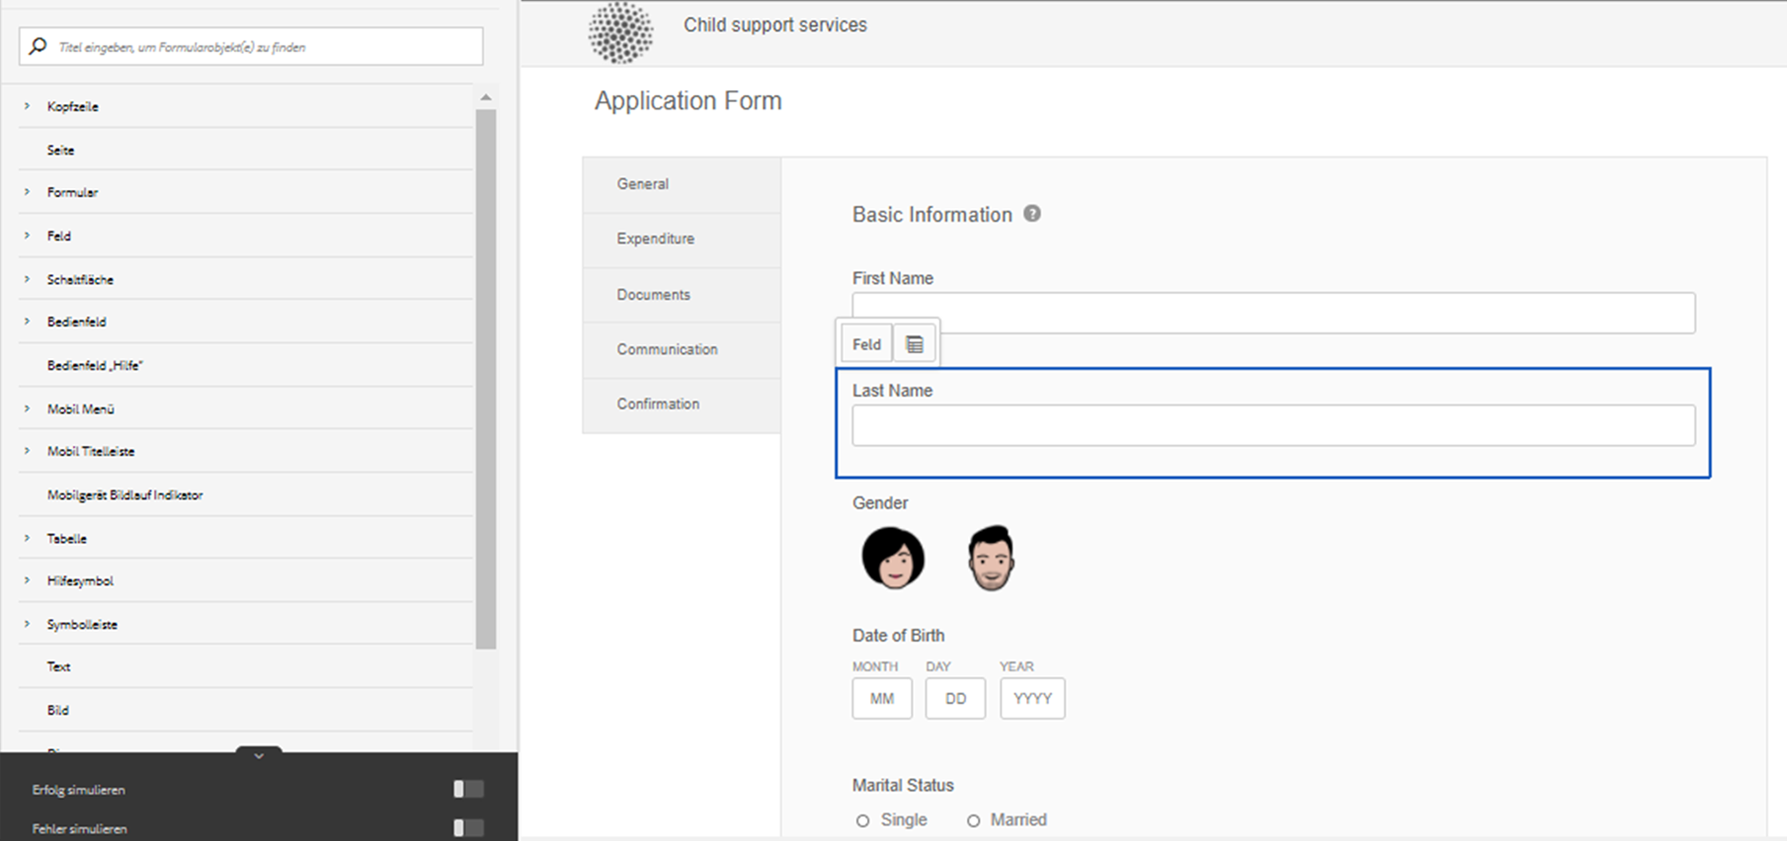 Titel eingeben, um Formularobjekt(e) zu finden
Kopfzeile
Seite
Formular
Feld
Schaltfläche
Bedienfeld
Bedienfeld „Hilfe“
Mobil Menü
Mobil Titelleiste
Mobilgerät Bildlauf Indikator
Tabelle
Hilfesymbol
Symbolleiste
Text
Bild
Erfolg simulieren
Fehler simulieren
Child support services
Application Form
General
Expenditure
Documents
Communication
Confirmation
Basic Information ?
First Name
Feld
Last Name
Gender
Date of Birth
MONTH DAY YEAR
MM DD YYYY
Marital Status
Single Married